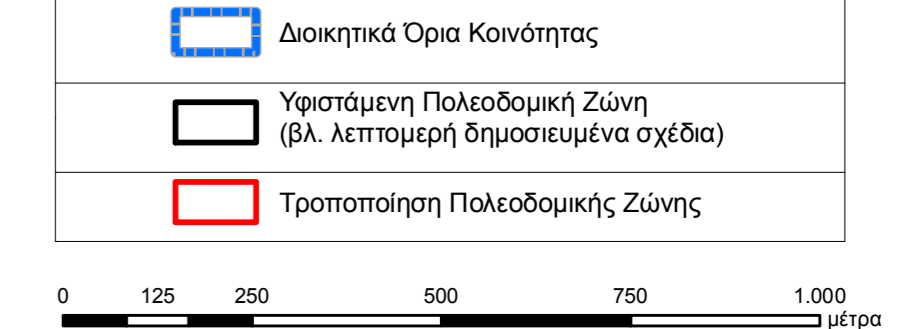 Διοικητικά Όρια Κοινότητας
Υφιστάμενη Πολεοδομική Ζώνη
(βλ. λεπτομερή δημοσιευμένα σχέδια)
Τροποποίηση Πολεοδομικής Ζώνης
0 125 250 500 750 1.000
μέτρα